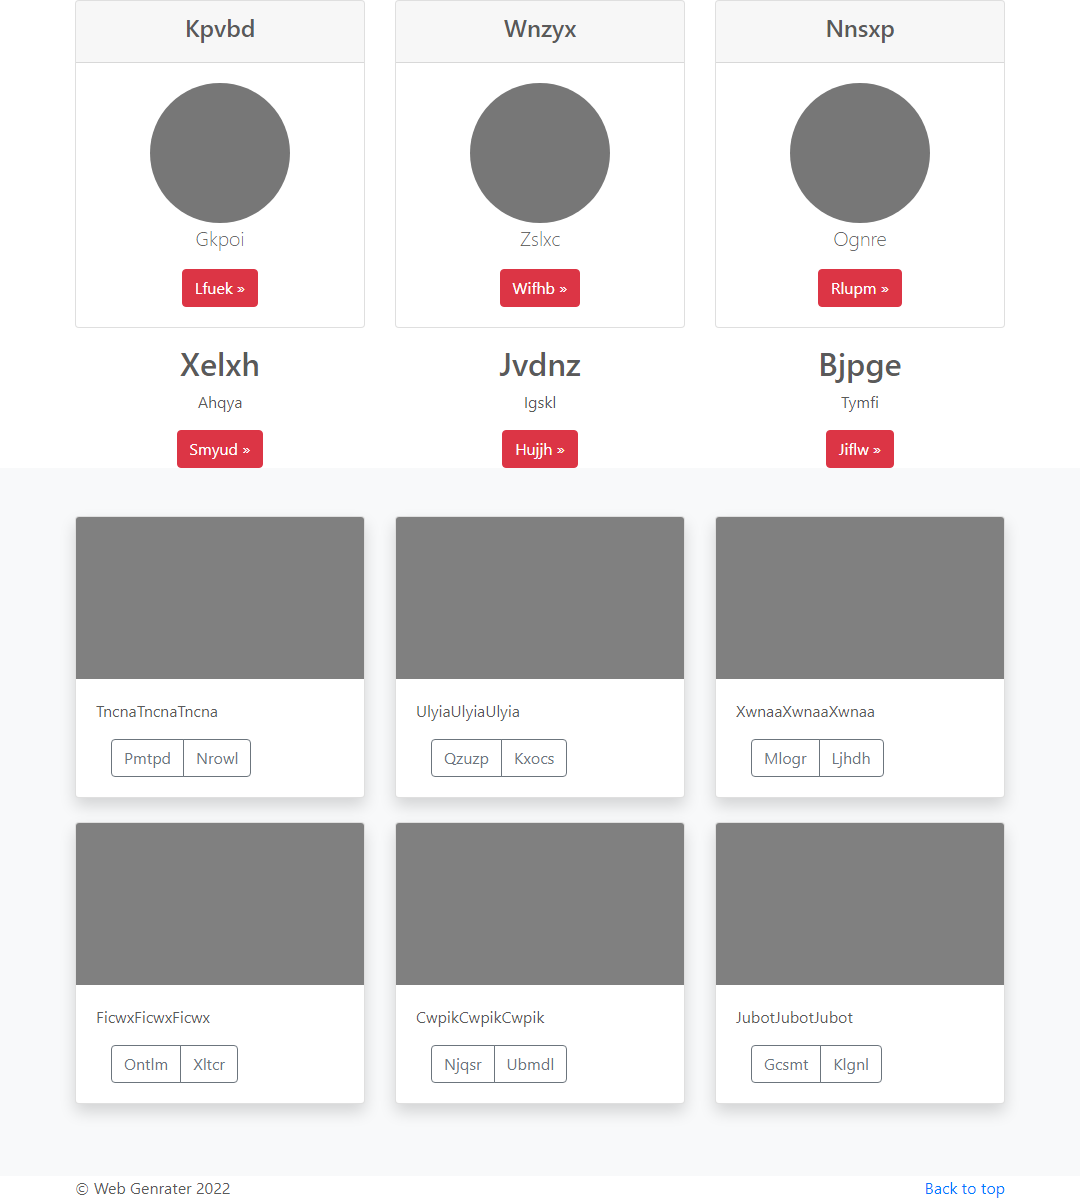 Kpvbd Wnzyx Nnsxp
Gkpoi Zslxc Ognre
Lfuek » Wifhb » Rlupm »
Xelxh Jvdnz Bjpge
Ahqya Igskl Tymfi
Smyud » Hujjh » Jiflw »
TncnaTncnaTncna UlyiaUlyiaUlyia XwnaaXwnaaXwnaa
Pmtpd Nrowl Qzuzp Kxocs Mlogr Ljhdh
FicwxFicwxFicwx CwpikCwpikCwpik JubotJubotJubot
Ontlm Xltcr Njqsr Ubmdl Gcsmt Klgnl
© Web Genrater 2022 Back to top